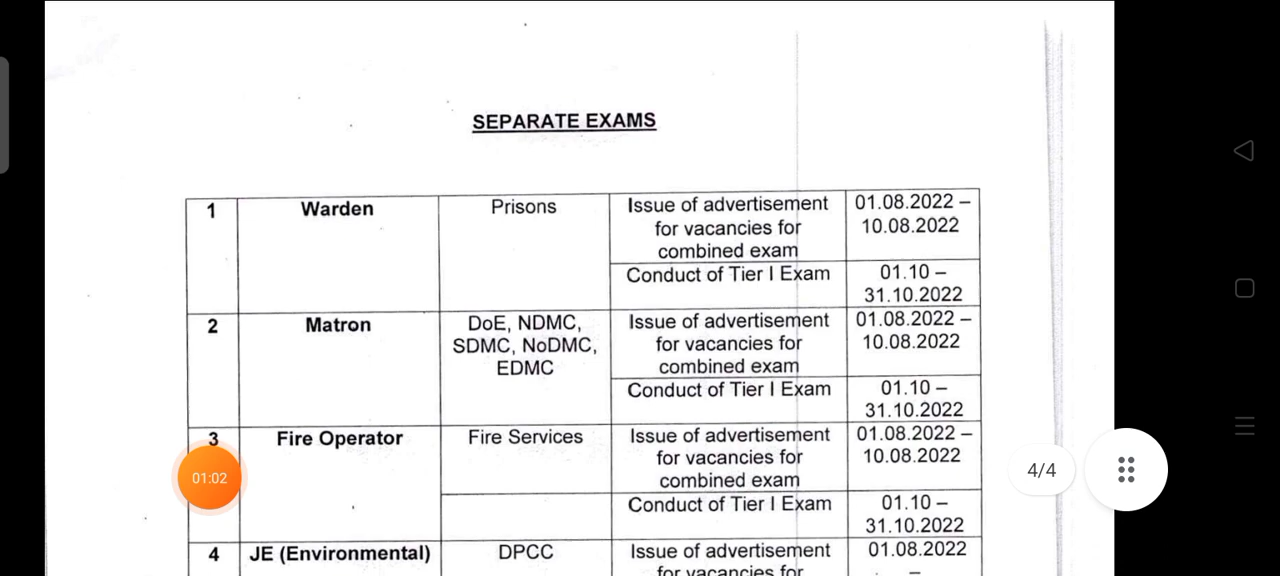 SEPARATE EXAMS
1 Warden Prisons Issue of advertisement 01.08.2022 –
for vacancies for 10.08.2022
combined exam
Conduct of Tier I Exam 01.10 –
31.10.2022
2 Matron DoE, NDMC, Issue of advertisement 01.08.2022 –
SDMC, NoDMC, for vacancies for 10.08.2022
EDMC combined exam
Conduct of Tier I Exam 01.10 –
31.10.2022
3 Fire Operator Fire Services Issue of advertisement 01.08.2022 –
for vacancies for 10.08.2022
combined exam
Conduct of Tier I Exam 01.10 –
31.10.2022
4 JE (Environmental) DPCC Issue of advertisement 01.08.2022
for vacancies for –
01:02
4/4